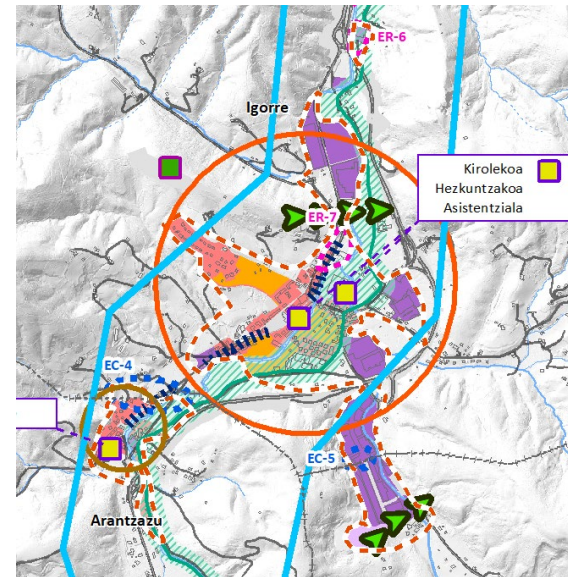 ER-6
Igorre
Kirolekoa
Hezkuntzakoa
Asistentziala
ER-7
EC-4
EC-5
Arantzazu